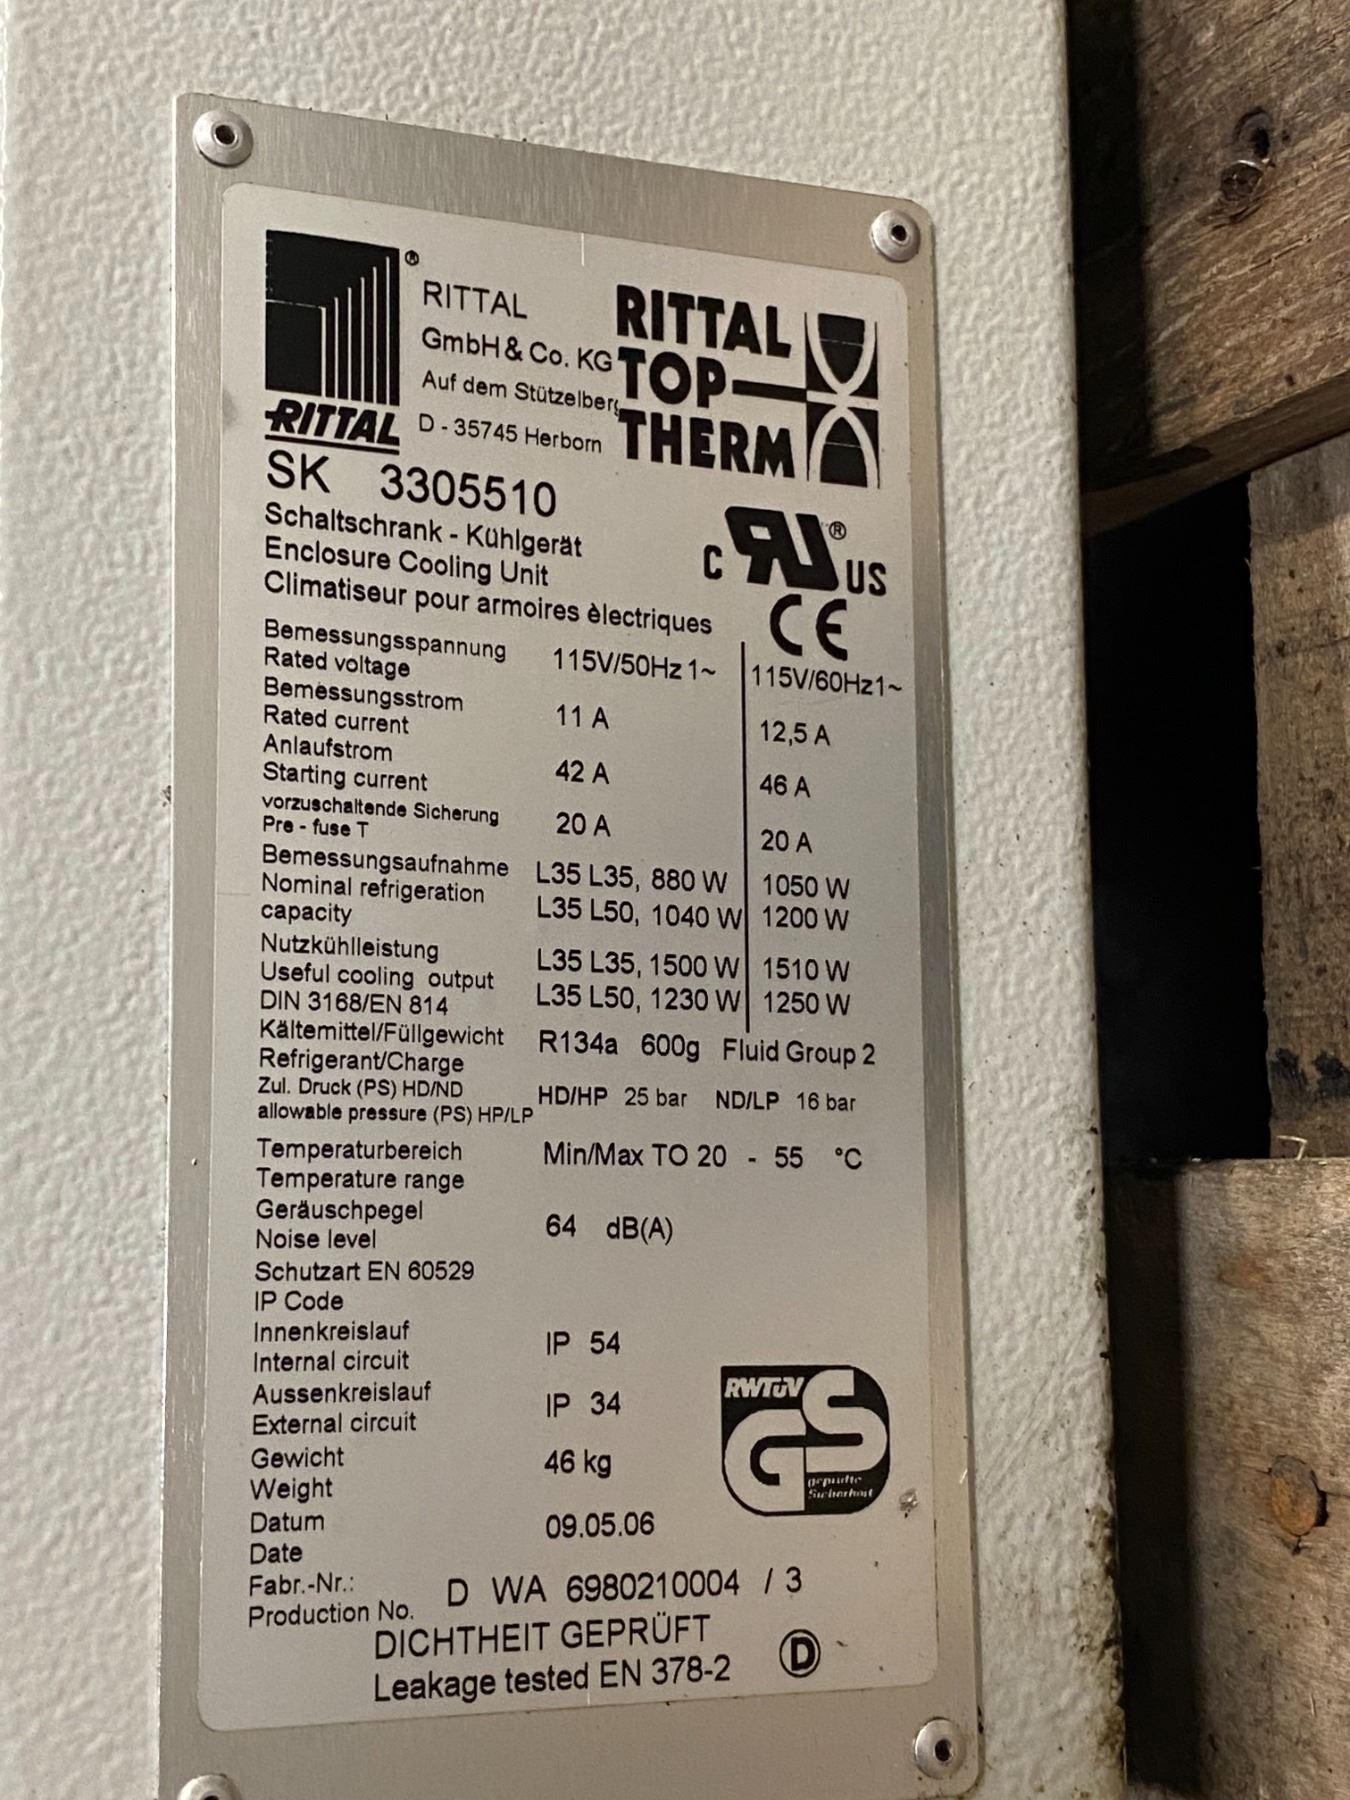 RITTAL
GmbH & Co. KG
Auf dem Stützelberg
D - 35745 Herborn
RITTAL
RITTAL
TOP
THERM
SK 3305510
Schaltschrank - Kühlgerät
Enclosure Cooling Unit
Climatiseur pour armoires èlectriques
C RU ® US
CE
Bemessungsspannung
Rated voltage 115V/50Hz 1~ 115V/60Hz1~
Bemessungsstrom
Rated current 11 A 12,5 A
Anlaufstrom
Starting current 42 A 46 A
vorzuschaltende Sicherung
Pre - fuse T 20 A 20 A
Bemessungsaufnahme L35 L35, 880 W 1050 W
Nominal refrigeration L35 L50, 1040 W 1200 W
capacity
Nutzkühlleistung L35 L35, 1500 W 1510 W
Useful cooling output L35 L50, 1230 W 1250 W
DIN 3168/EN 814
Kältemittel/Füllgewicht R134a 600g Fluid Group 2
Refrigerant/Charge
Zul. Druck (PS) HD/ND HD/HP 25 bar ND/LP 16 bar
allowable pressure (PS) HP/LP
Temperaturbereich Min/Max TO 20 - 55 °C
Temperature range
Geräuschpegel 64 dB(A)
Noise level
Schutzart EN 60529
IP Code
Innenkreislauf IP 54
Internal circuit
Aussenkreislauf IP 34
External circuit
Gewicht 46 kg
Weight
RWTÜV
GS
geprüfte
Sicherheit
Datum 09.05.06
Date
Fabr.-Nr.: D WA 6980210004 / 3
Production No.
DICHTHEIT GEPRÜFT
Leakage tested EN 378-2 D